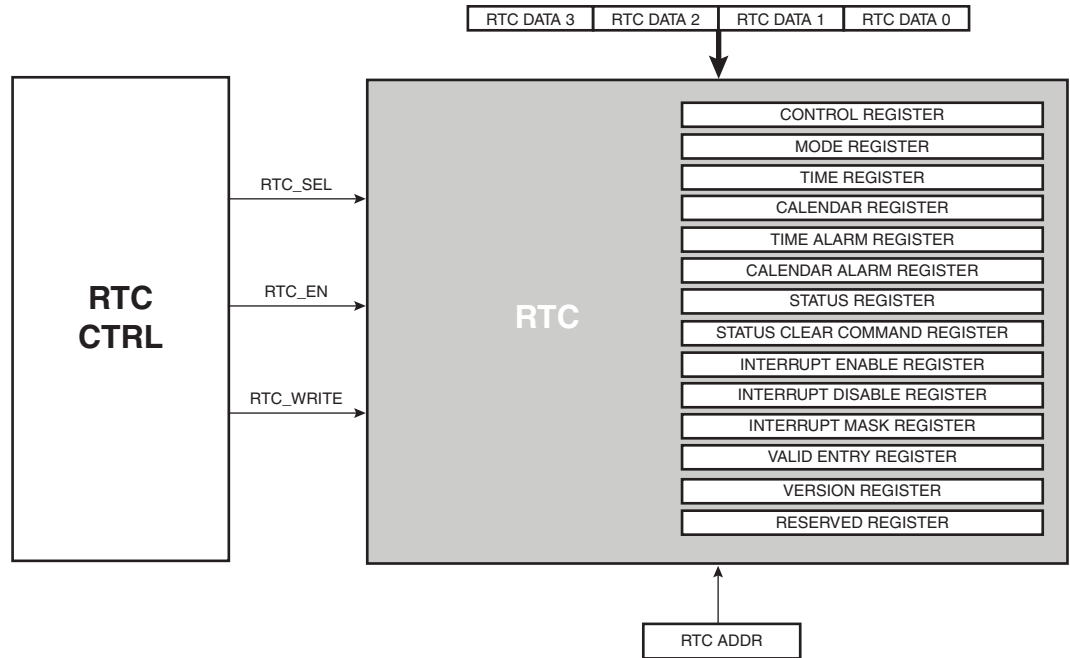 RTC DATA 3 RTC DATA 2 RTC DATA 1 RTC DATA 0
CONTROL REGISTER
MODE REGISTER
TIME REGISTER
RTC_SEL
CALENDAR REGISTER
TIME ALARM REGISTER
CALENDAR ALARM REGISTER
RTC
CTRL
RTC_EN
RTC
STATUS REGISTER
STATUS CLEAR COMMAND REGISTER
INTERRUPT ENABLE REGISTER
INTERRUPT DISABLE REGISTER
RTC_WRITE
INTERRUPT MASK REGISTER
VALID ENTRY REGISTER
VERSION REGISTER
RESERVED REGISTER
RTC ADDR